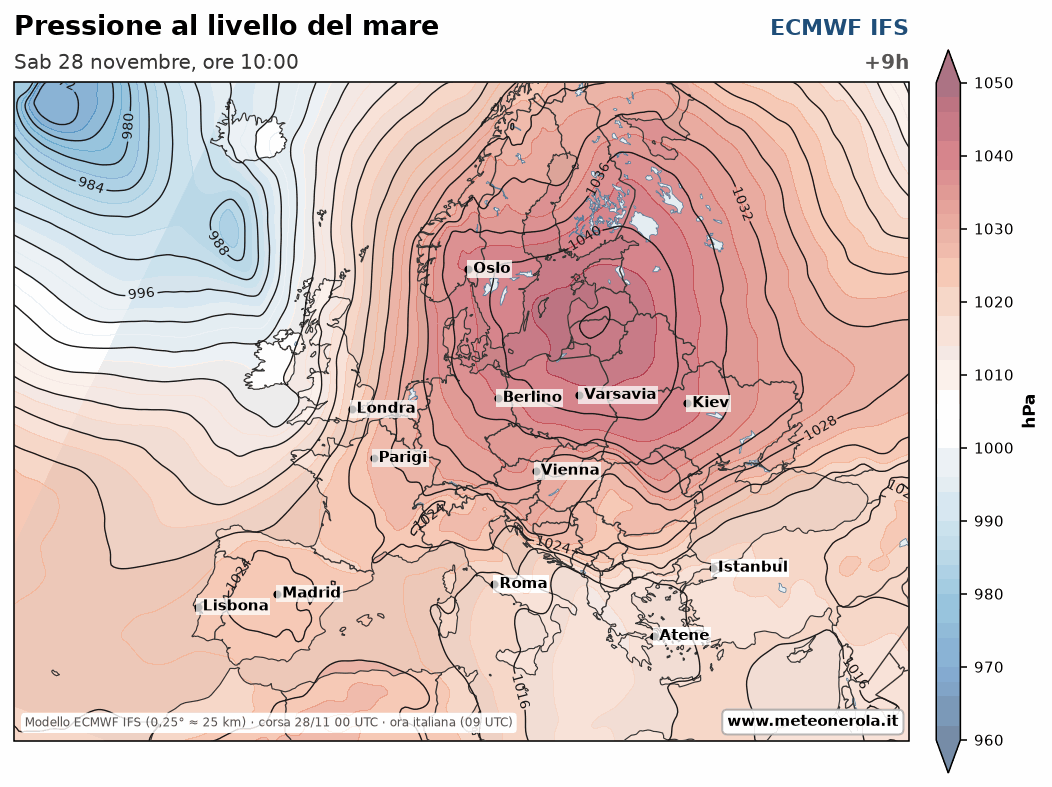 Pressione al livello del mare
ECMWF IFS
Sab 28 novembre, ore 10:00
+9h
980
984
988
996
1036
1032
1040
1028
1024
1024
1024
1016
1016
Oslo
Londra
Berlino
Varsavia
Kiev
Parigi
Vienna
Istanbul
Roma
Madrid
Lisbona
Atene
Modello ECMWF IFS (0,25° ≈ 25 km) · corsa 28/11 00 UTC · ora italiana (09 UTC)
www.meteonerola.it
1050
1040
1030
1020
1010
1000
990
980
970
960
hPa